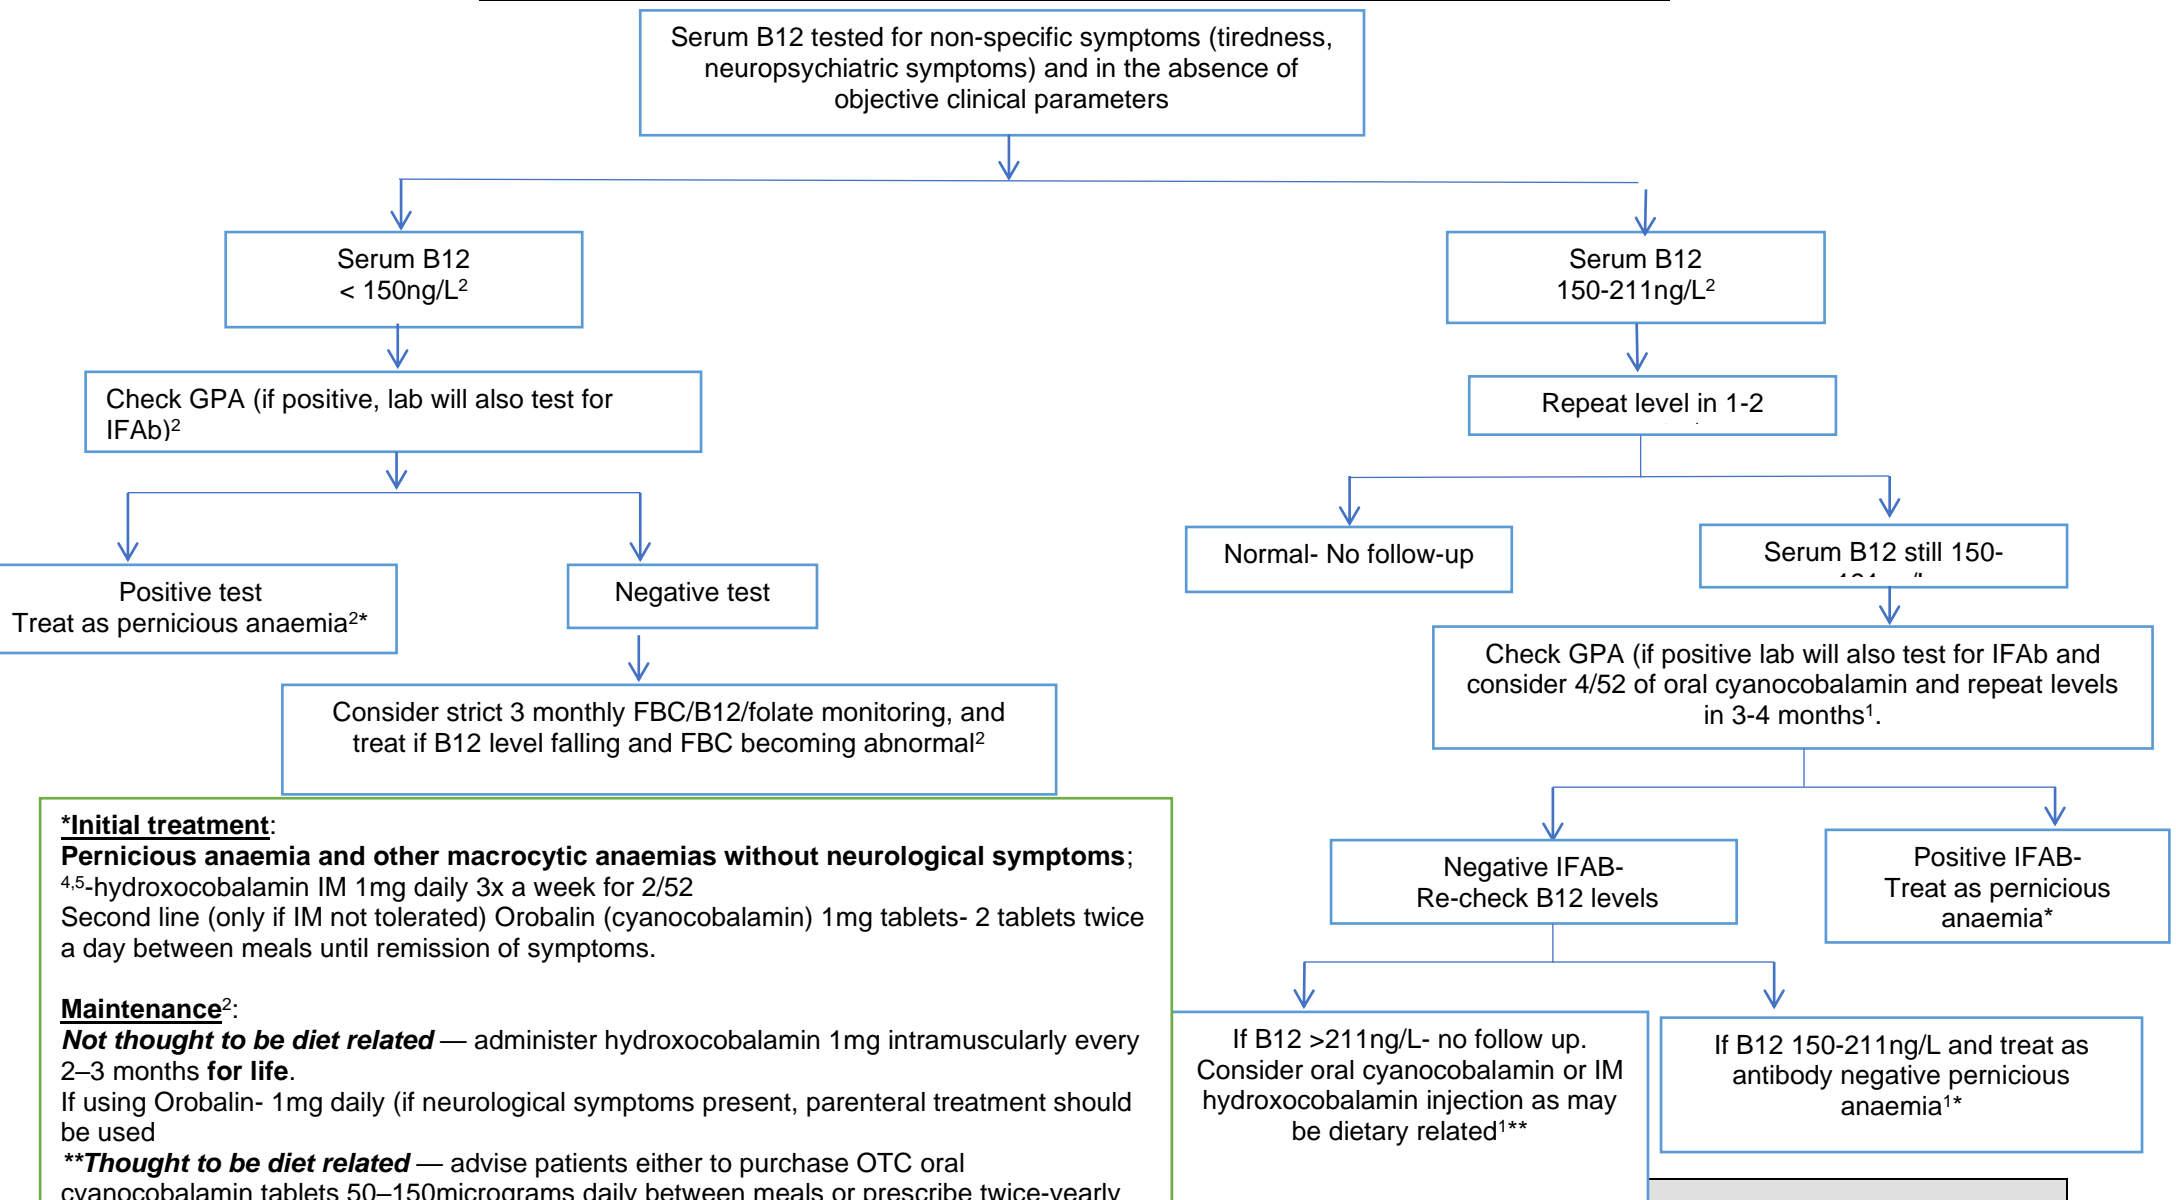 Serum B12 tested for non-specific symptoms (tiredness,
neuropsychiatric symptoms) and in the absence of
objective clinical parameters
Serum B12
< 150ng/L²
Serum B12
150-211ng/L²
Check GPA (if positive, lab will also test for
IFAb)²
Repeat level in 1-2
Positive test
Treat as pernicious anaemia²*
Negative test
Normal- No follow-up
Serum B12 still 150-
Consider strict 3 monthly FBC/B12/folate monitoring, and
treat if B12 level falling and FBC becoming abnormal²
Check GPA (if positive lab will also test for IFAb and
consider 4/52 of oral cyanocobalamin and repeat levels
in 3-4 months¹.
Negative IFAB-
Re-check B12 levels
Positive IFAB-
Treat as pernicious
anaemia*
If B12 >211ng/L- no follow up.
Consider oral cyanocobalamin or IM
hydroxocobalamin injection as may
be dietary related¹**
If B12 150-211ng/L and treat as
antibody negative pernicious
anaemia¹*
*Initial treatment:
Pernicious anaemia and other macrocytic anaemias without neurological symptoms;
⁴,⁵-hydroxocobalamin IM 1mg daily 3x a week for 2/52
Second line (only if IM not tolerated) Orobalin (cyanocobalamin) 1mg tablets- 2 tablets twice
a day between meals until remission of symptoms.
Maintenance²:
Not thought to be diet related — administer hydroxocobalamin 1mg intramuscularly every
2–3 months for life.
If using Orobalin- 1mg daily (if neurological symptoms present, parenteral treatment should
be used
**Thought to be diet related — advise patients either to purchase OTC oral
cyanocobalamin tablets 50–150micrograms daily between meals or prescribe twice-yearly